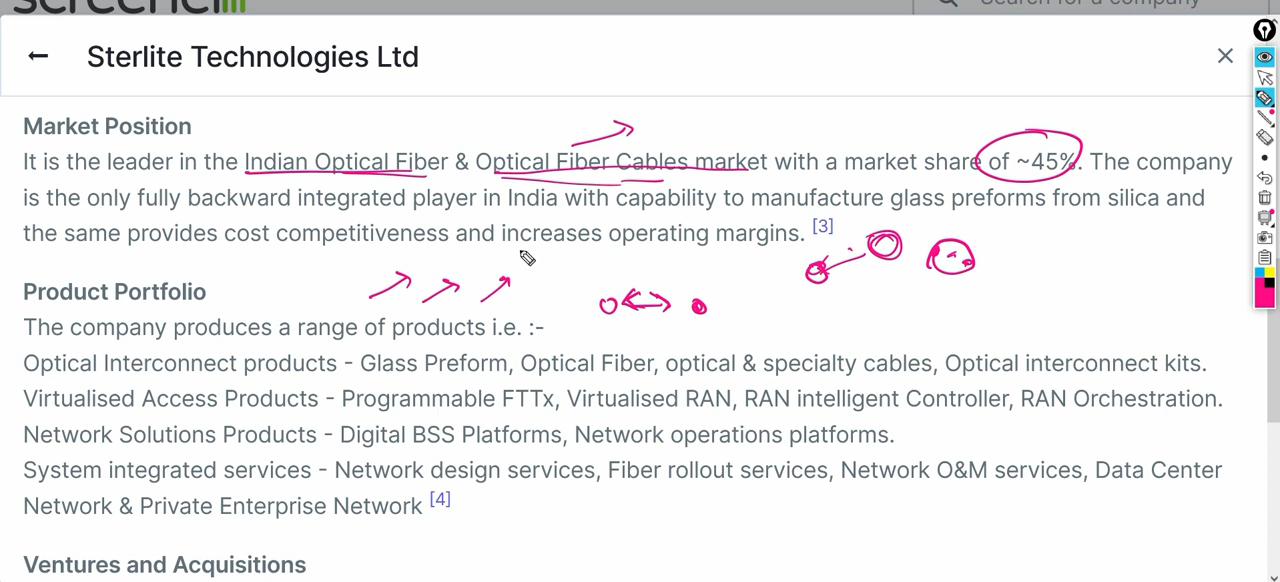 screener
Search for a company
← Sterlite Technologies Ltd ×
Market Position
It is the leader in the Indian Optical Fiber & Optical Fiber Cables market with a market share of ~45%. The company
is the only fully backward integrated player in India with capability to manufacture glass preforms from silica and
the same provides cost competitiveness and increases operating margins. [3]
Product Portfolio
The company produces a range of products i.e. :-
Optical Interconnect products - Glass Preform, Optical Fiber, optical & specialty cables, Optical interconnect kits.
Virtualised Access Products - Programmable FTTx, Virtualised RAN, RAN intelligent Controller, RAN Orchestration.
Network Solutions Products - Digital BSS Platforms, Network operations platforms.
System integrated services - Network design services, Fiber rollout services, Network O&M services, Data Center
Network & Private Enterprise Network [4]
Ventures and Acquisitions